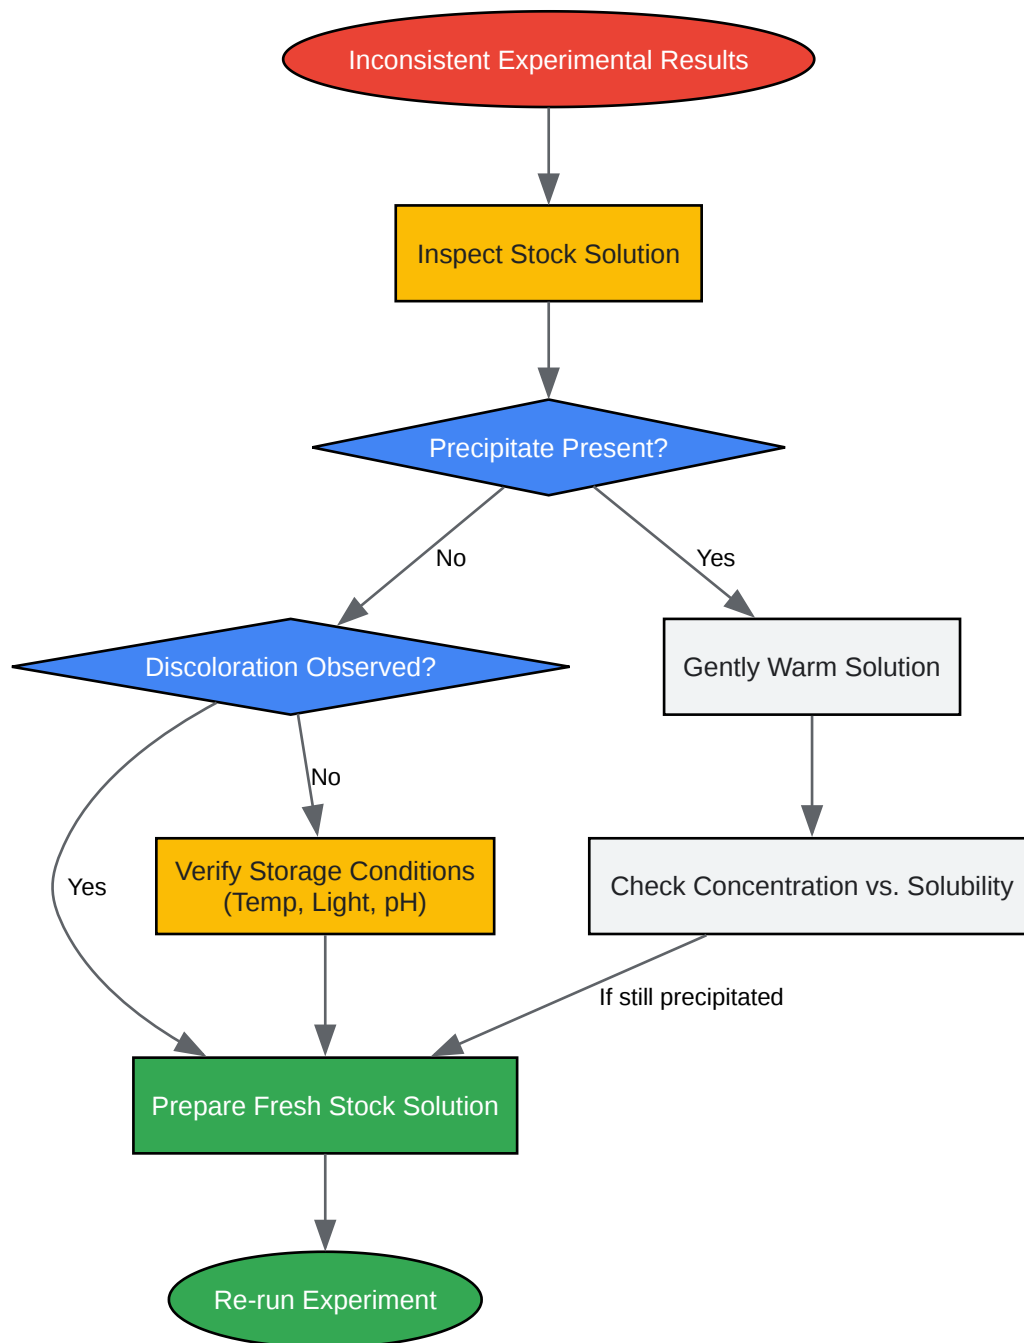 Inconsistent Experimental Results
Inspect Stock Solution
Precipitate Present?
No
Yes
Discoloration Observed?
Gently Warm Solution
No
Yes
Verify Storage Conditions
(Temp, Light, pH)
Check Concentration vs. Solubility
If still precipitated
Prepare Fresh Stock Solution
Re-run Experiment